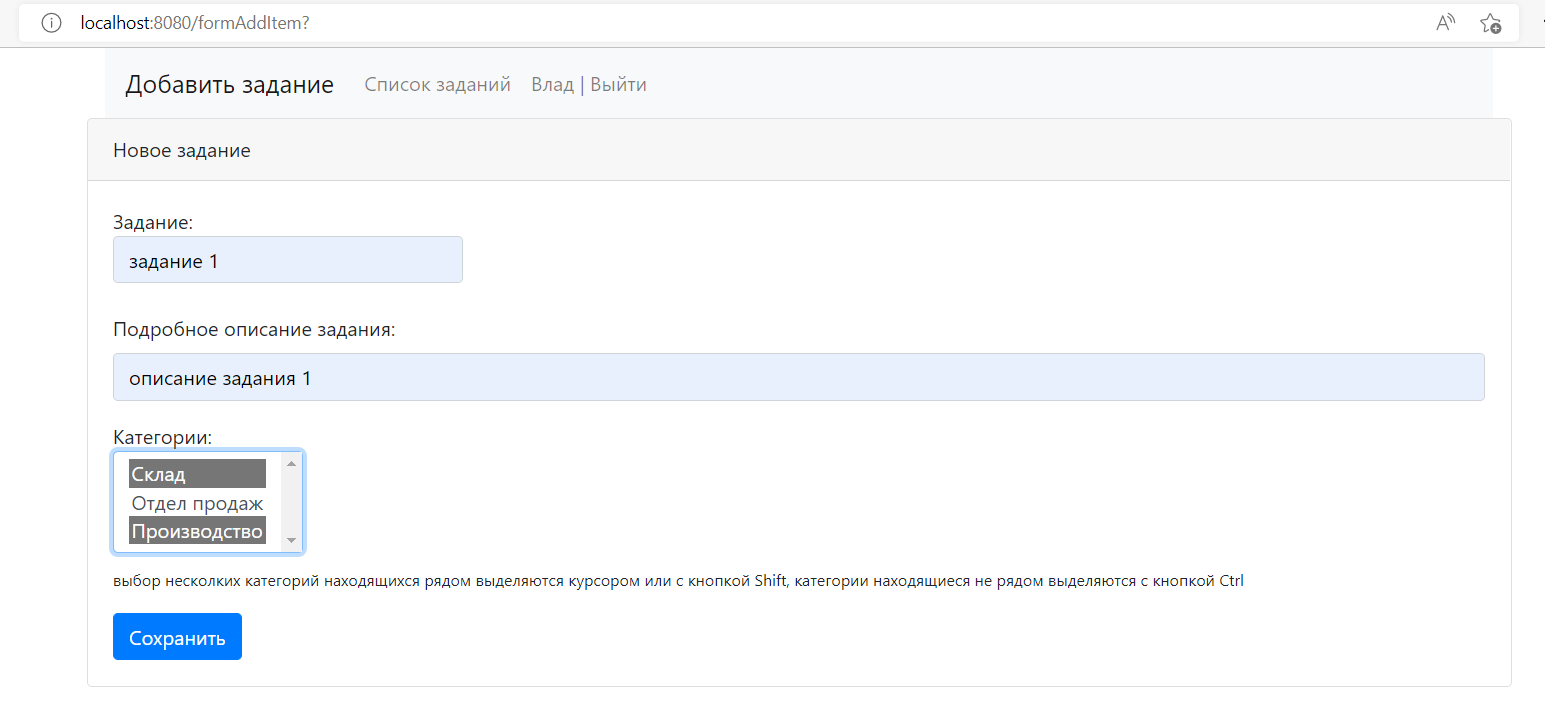 localhost:8080/formAddItem?
Добавить задание Список заданий Влад | Выйти
Новое задание
Задание:
задание 1
Подробное описание задания:
описание задания 1
Категории:
Склад
Отдел продаж
Производство
выбор несколких категорий находящихся рядом выделяются курсором или с кнопкой Shift, категории находящиеся не рядом выделяются с кнопкой Ctrl
Сохранить